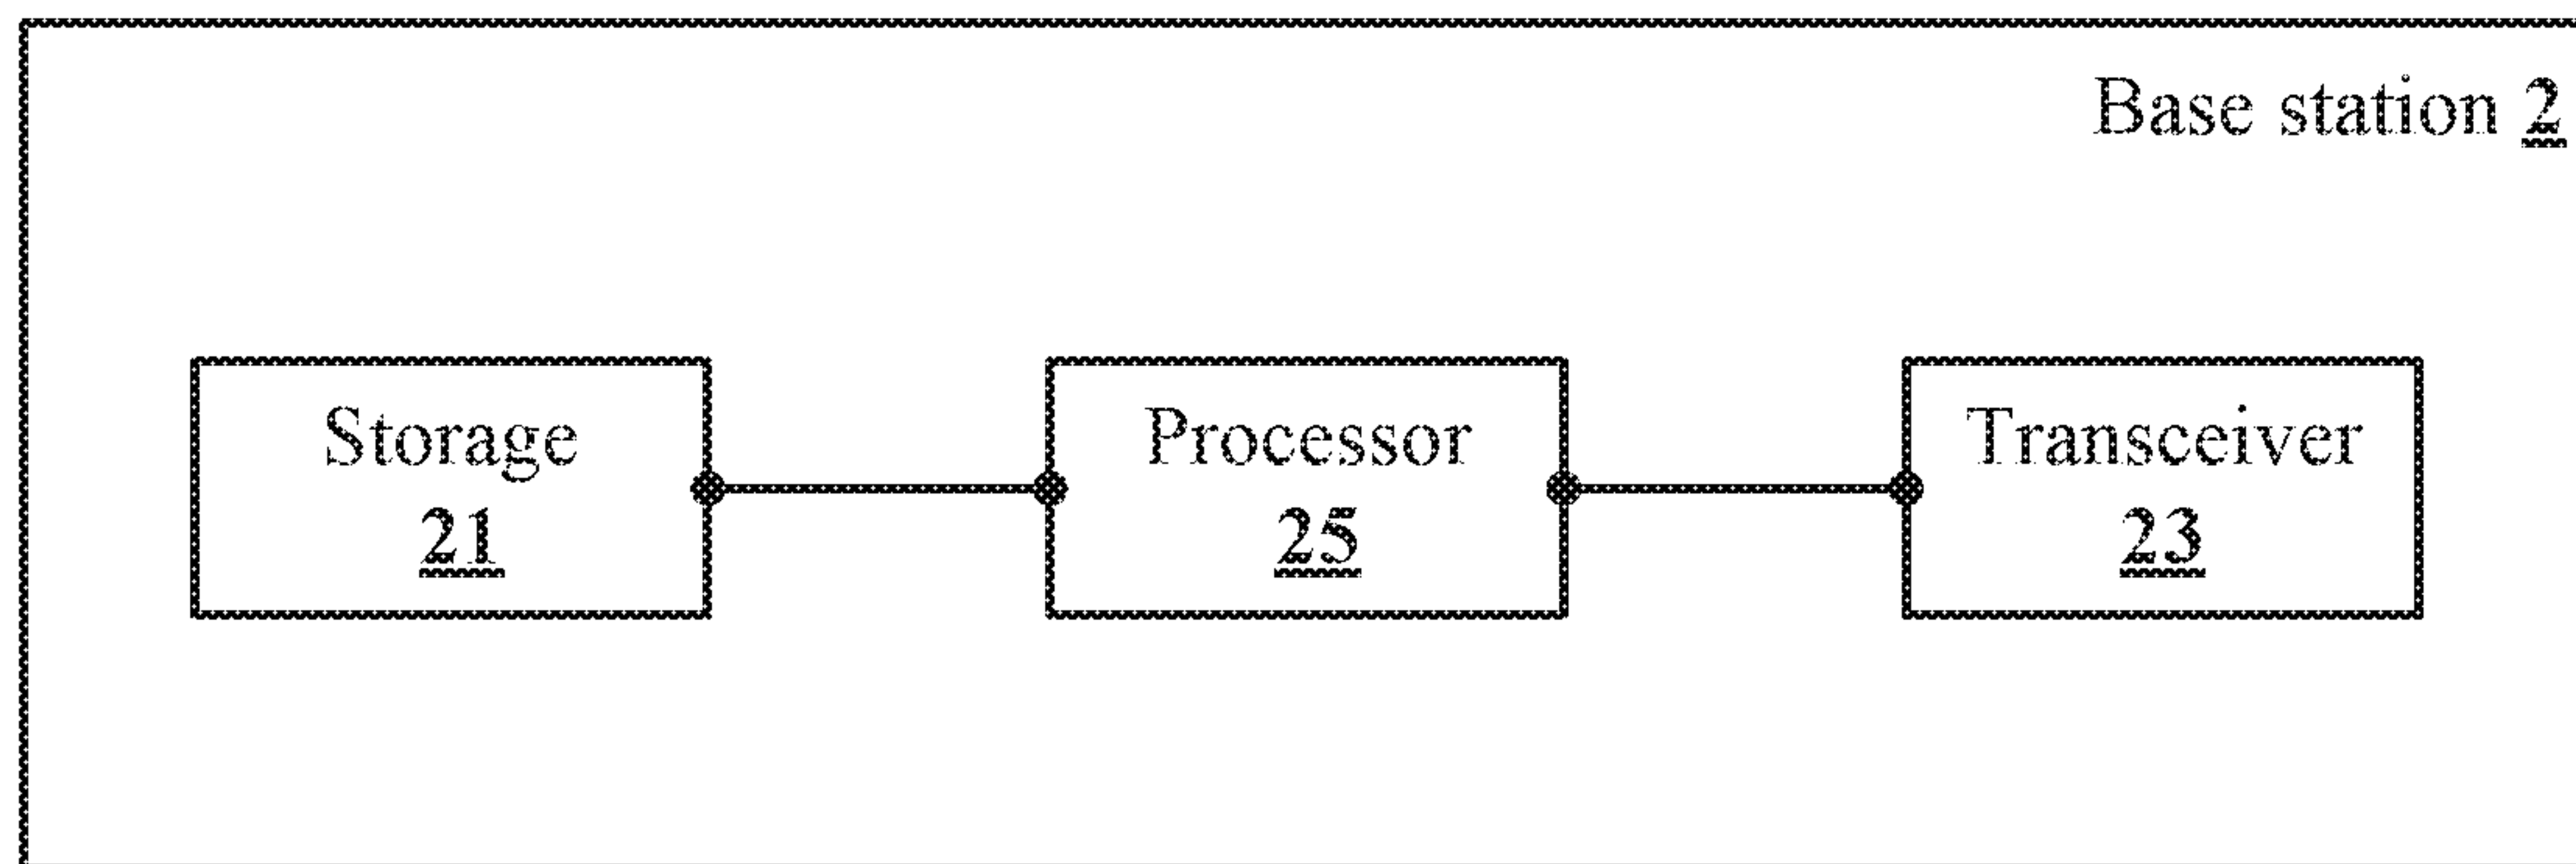 Base station 2
Storage
21
Processor
25
Transceiver
23